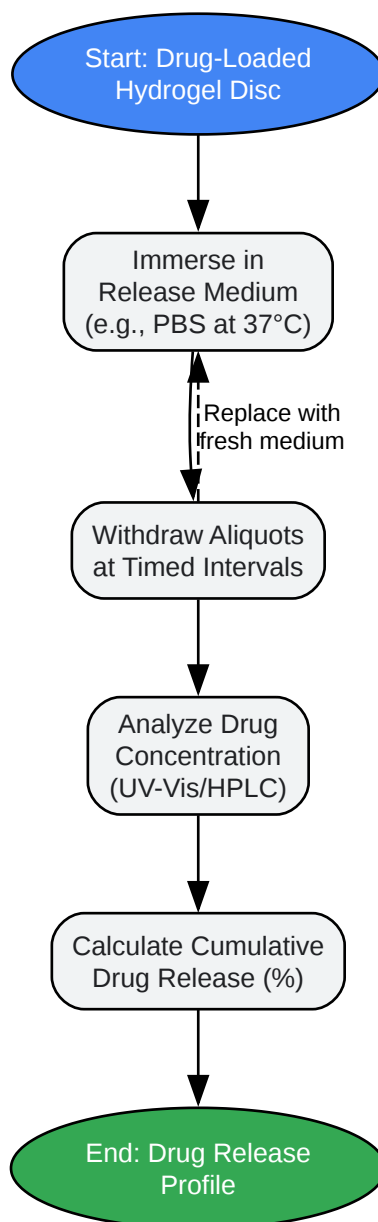 Start: Drug-Loaded
Hydrogel Disc
Immerse in
Release Medium
(e.g., PBS at 37°C)
Replace with
fresh medium
Withdraw Aliquots
at Timed Intervals
Analyze Drug
Concentration
(UV-Vis/HPLC)
Calculate Cumulative
Drug Release (%)
End: Drug Release
Profile